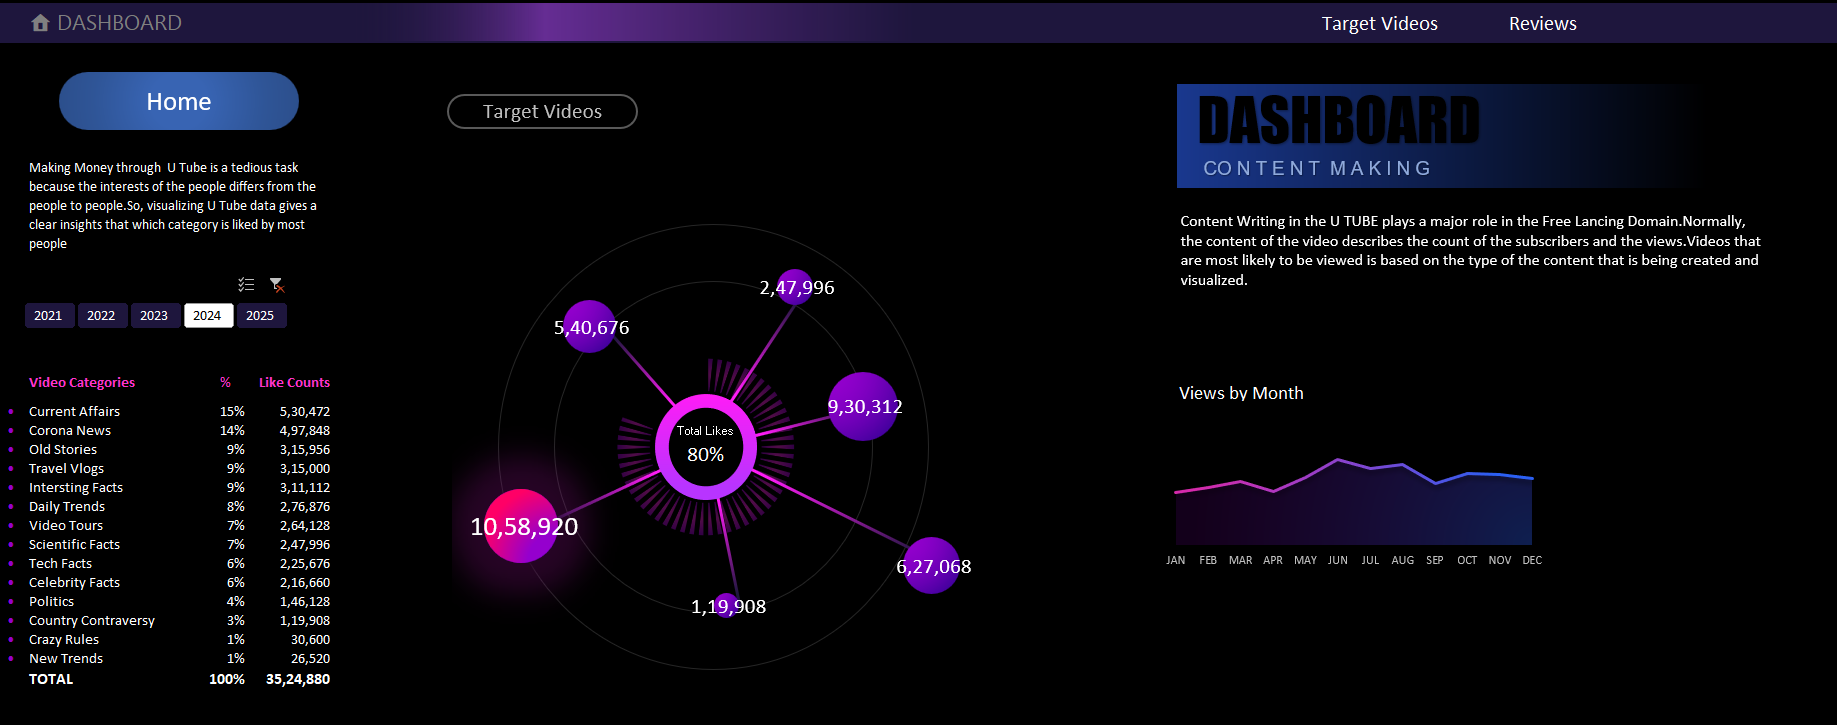 DASHBOARD
Target Videos
Reviews
Home
Making Money through  U Tube is a tedious task
because the interests of the people differs from the
people to people.So, visualizing U Tube data gives a
clear insights that which category is liked by most
people
2021 2022 2023 2024 2025
Video Categories % Like Counts
Current Affairs 15% 5,30,472
Corona News 14% 4,97,848
Old Stories 9% 3,15,956
Travel Vlogs 9% 3,15,000
Intersting Facts 9% 3,11,112
Daily Trends 8% 2,76,876
Video Tours 7% 2,64,128
Scientific Facts 7% 2,47,996
Tech Facts 6% 2,25,676
Celebrity Facts 6% 2,16,660
Politics 4% 1,46,128
Country Contraversy 3% 1,19,908
Crazy Rules 1% 30,600
New Trends 1% 26,520
TOTAL 100% 35,24,880
Target Videos
2,47,996
5,40,676
9,30,312
Total Likes
80%
10,58,920
6,27,068
1,19,908
DASHBOARD
CONTENT MAKING
Content Writing in the U TUBE plays a major role in the Free Lancing Domain.Normally,
the content of the video describes the count of the subscribers and the views.Videos that
are most likely to be viewed is based on the type of the content that is being created and
visualized.
Views by Month
JAN FEB MAR APR MAY JUN JUL AUG SEP OCT NOV DEC